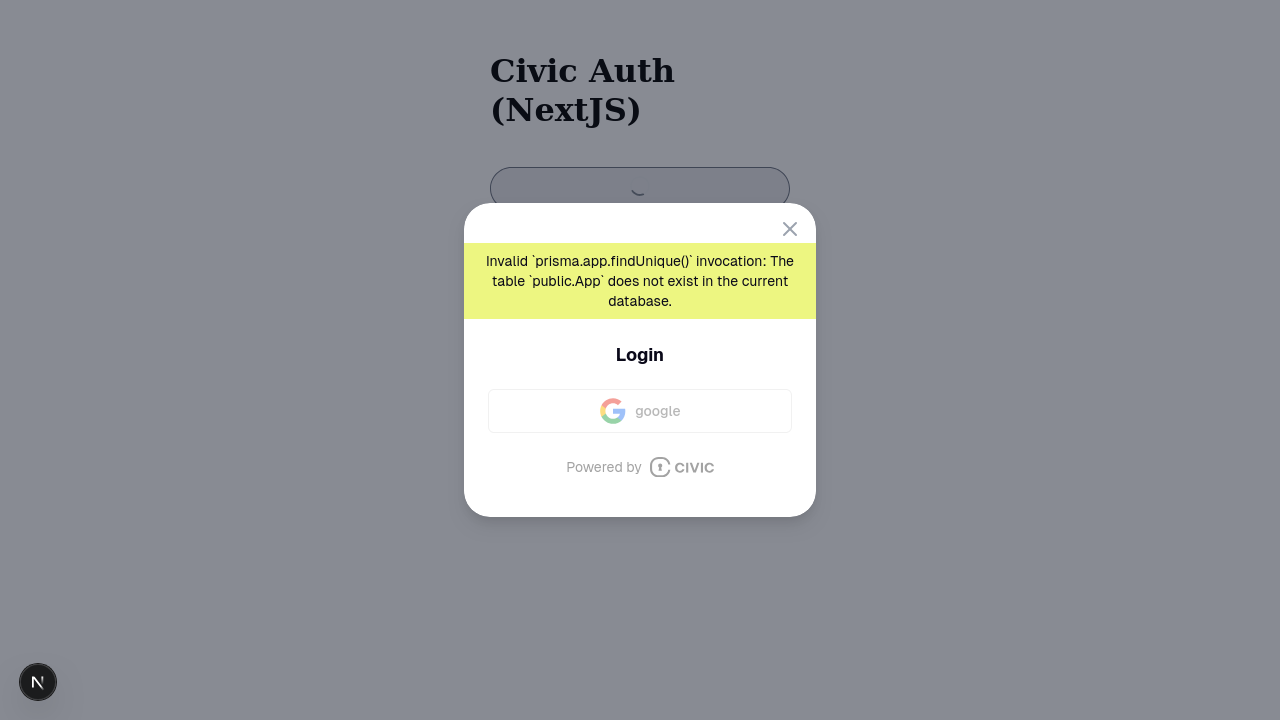 Civic Auth
(NextJS)
Invalid `prisma.app.findUnique()` invocation: The
table `public.App` does not exist in the current
database.
Login
google
Powered by CIVIC
N